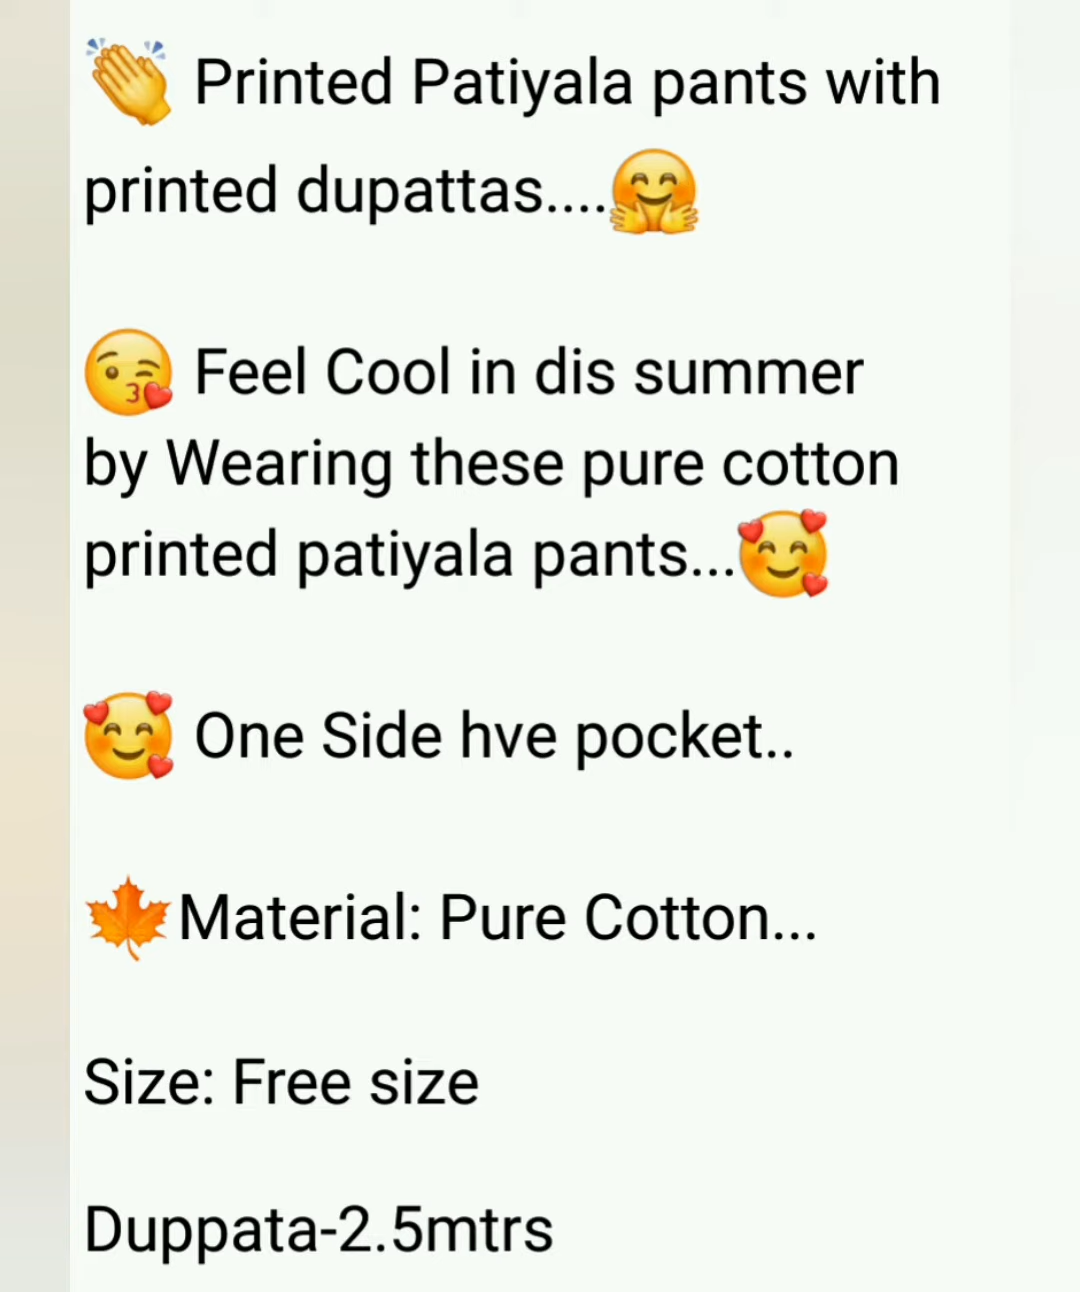 👏 Printed Patiyala pants with
printed dupattas....🤗
😘 Feel Cool in dis summer
by Wearing these pure cotton
printed patiyala pants...🥰
🥰 One Side hve pocket..
🍁Material: Pure Cotton...
Size: Free size
Duppata-2.5mtrs